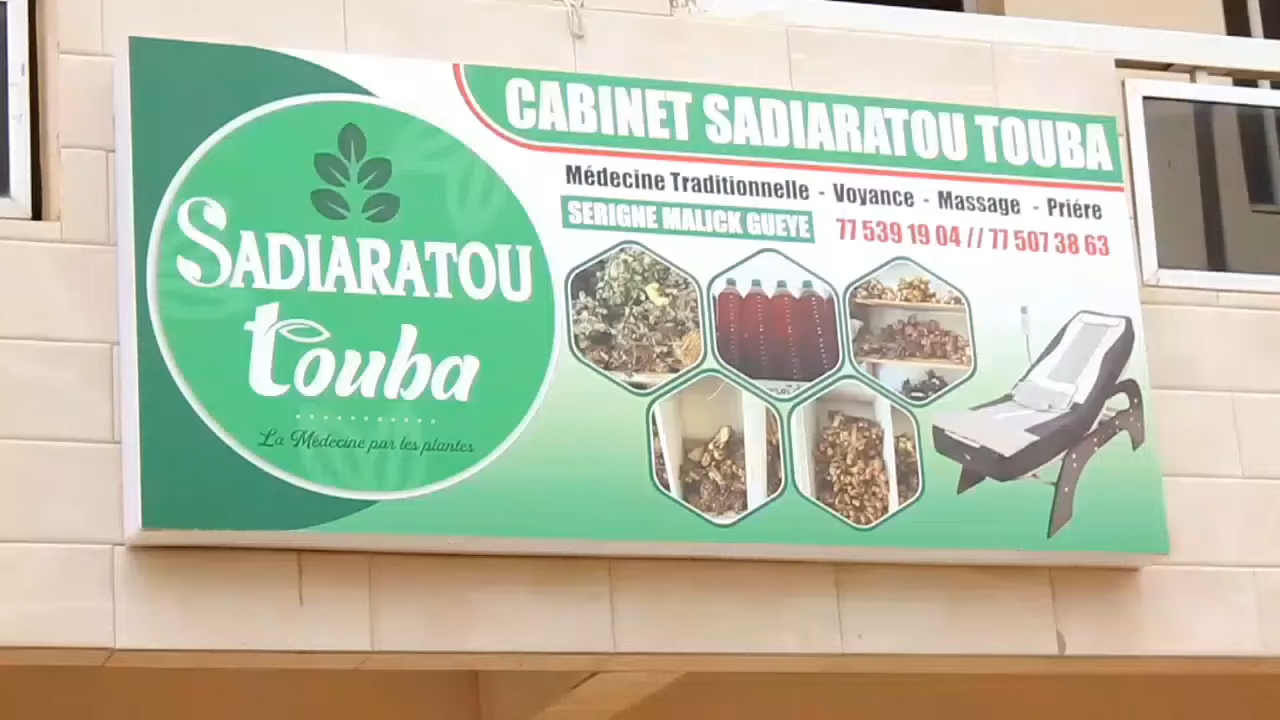 SADIARATOU
touba
La Médecine par les plantes
CABINET SADIARATOU TOUBA
Médecine Traditionnelle - Voyance - Massage - Priére
SERIGNE MALICK GUEYE
77 539 19 04 // 77 507 38 63